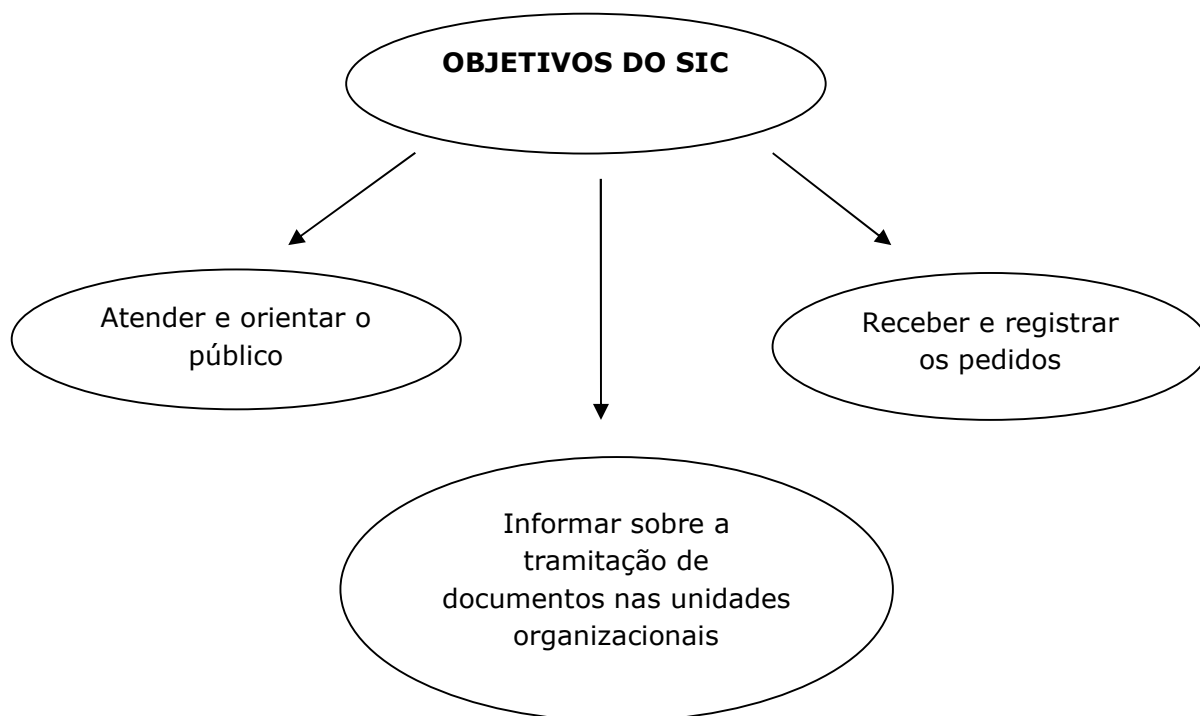 OBJETIVOS DO SIC
Atender e orientar o
público
Receber e registrar
os pedidos
Informar sobre a
tramitação de
documentos nas unidades
organizacionais